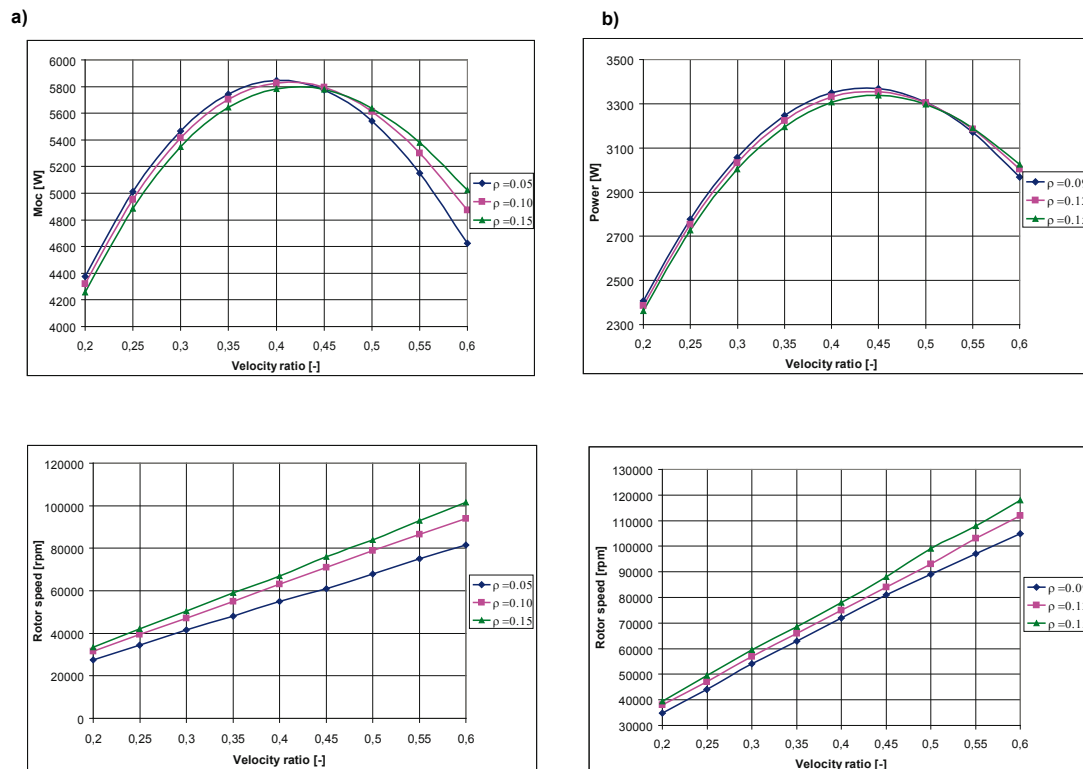 a)
6000
5800
5600
5400
5200
5000
4800
4600
4400
4200
4000
Moc [W]
0,2 0,25 0,3 0,35 0,4 0,45 0,5 0,55 0,6
Velocity ratio [-]
ρ =0.05
ρ =0.10
ρ =0.15
b)
3500
3300
3100
2900
2700
2500
2300
Power [W]
0,2 0,25 0,3 0,35 0,4 0,45 0,5 0,55 0,6
Velocity ratio [-]
ρ =0.09
ρ =0.12
ρ =0.15
120000
100000
80000
60000
40000
20000
0
Rotor speed [rpm]
0,2 0,25 0,3 0,35 0,4 0,45 0,5 0,55 0,6
Velocity ratio [-]
ρ =0.05
ρ =0.10
ρ =0.15
130000
120000
110000
100000
90000
80000
70000
60000
50000
40000
30000
Rotor speed [rpm]
0,2 0,25 0,3 0,35 0,4 0,45 0,5 0,55 0,6
Velocity ratio [-]